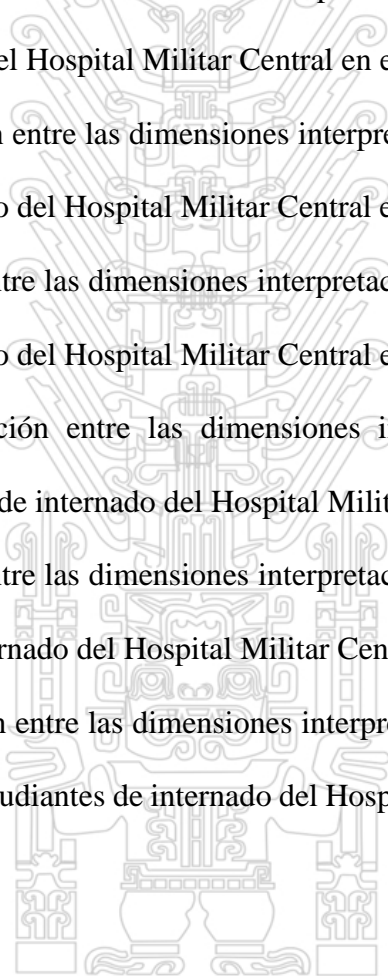 el Hospital Militar Central en e
entre las dimensiones interpre
del Hospital Militar Central e
tre las dimensiones interpretac
del Hospital Militar Central e
ción entre las dimensiones i
de internado del Hospital Milit
tre las dimensiones interpretac
rnado del Hospital Militar Cen
entre las dimensiones interpre
udiantes de internado del Hosp